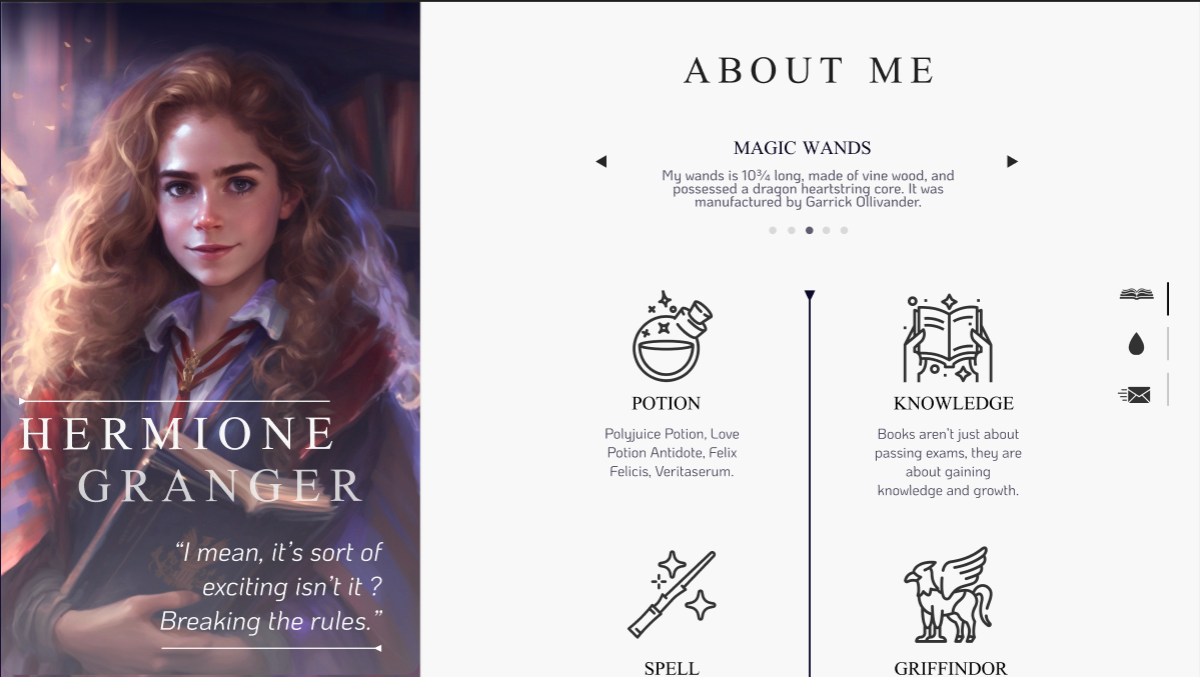 HERMIONE
GRANGER
“I mean, it’s sort of
exciting isn’t it ?
Breaking the rules.”
ABOUT ME
MAGIC WANDS
My wands is 10¾ long, made of vine wood, and
possessed a dragon heartstring core. It was
manufactured by Garrick Ollivander.
POTION
Polyjuice Potion, Love
Potion Antidote, Felix
Felicis, Veritaserum.
KNOWLEDGE
Books aren’t just about
passing exams, they are
about gaining
knowledge and growth.
SPELL
GRIFFINDOR